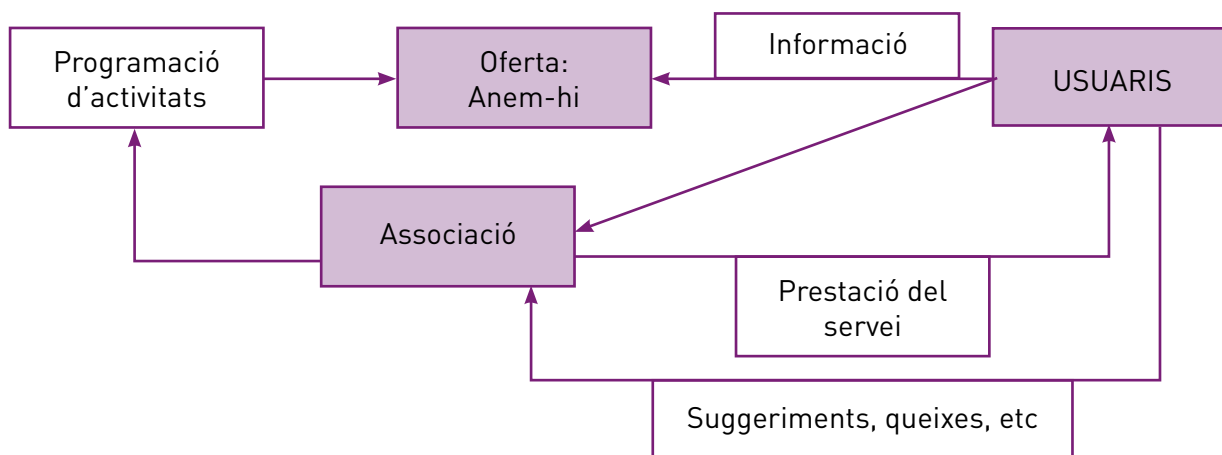 Programació
d'activitats
Oferta:
Anem-hi
Informació
USUARIS
Associació
Prestació del
servei
Suggeriments, queixes, etc